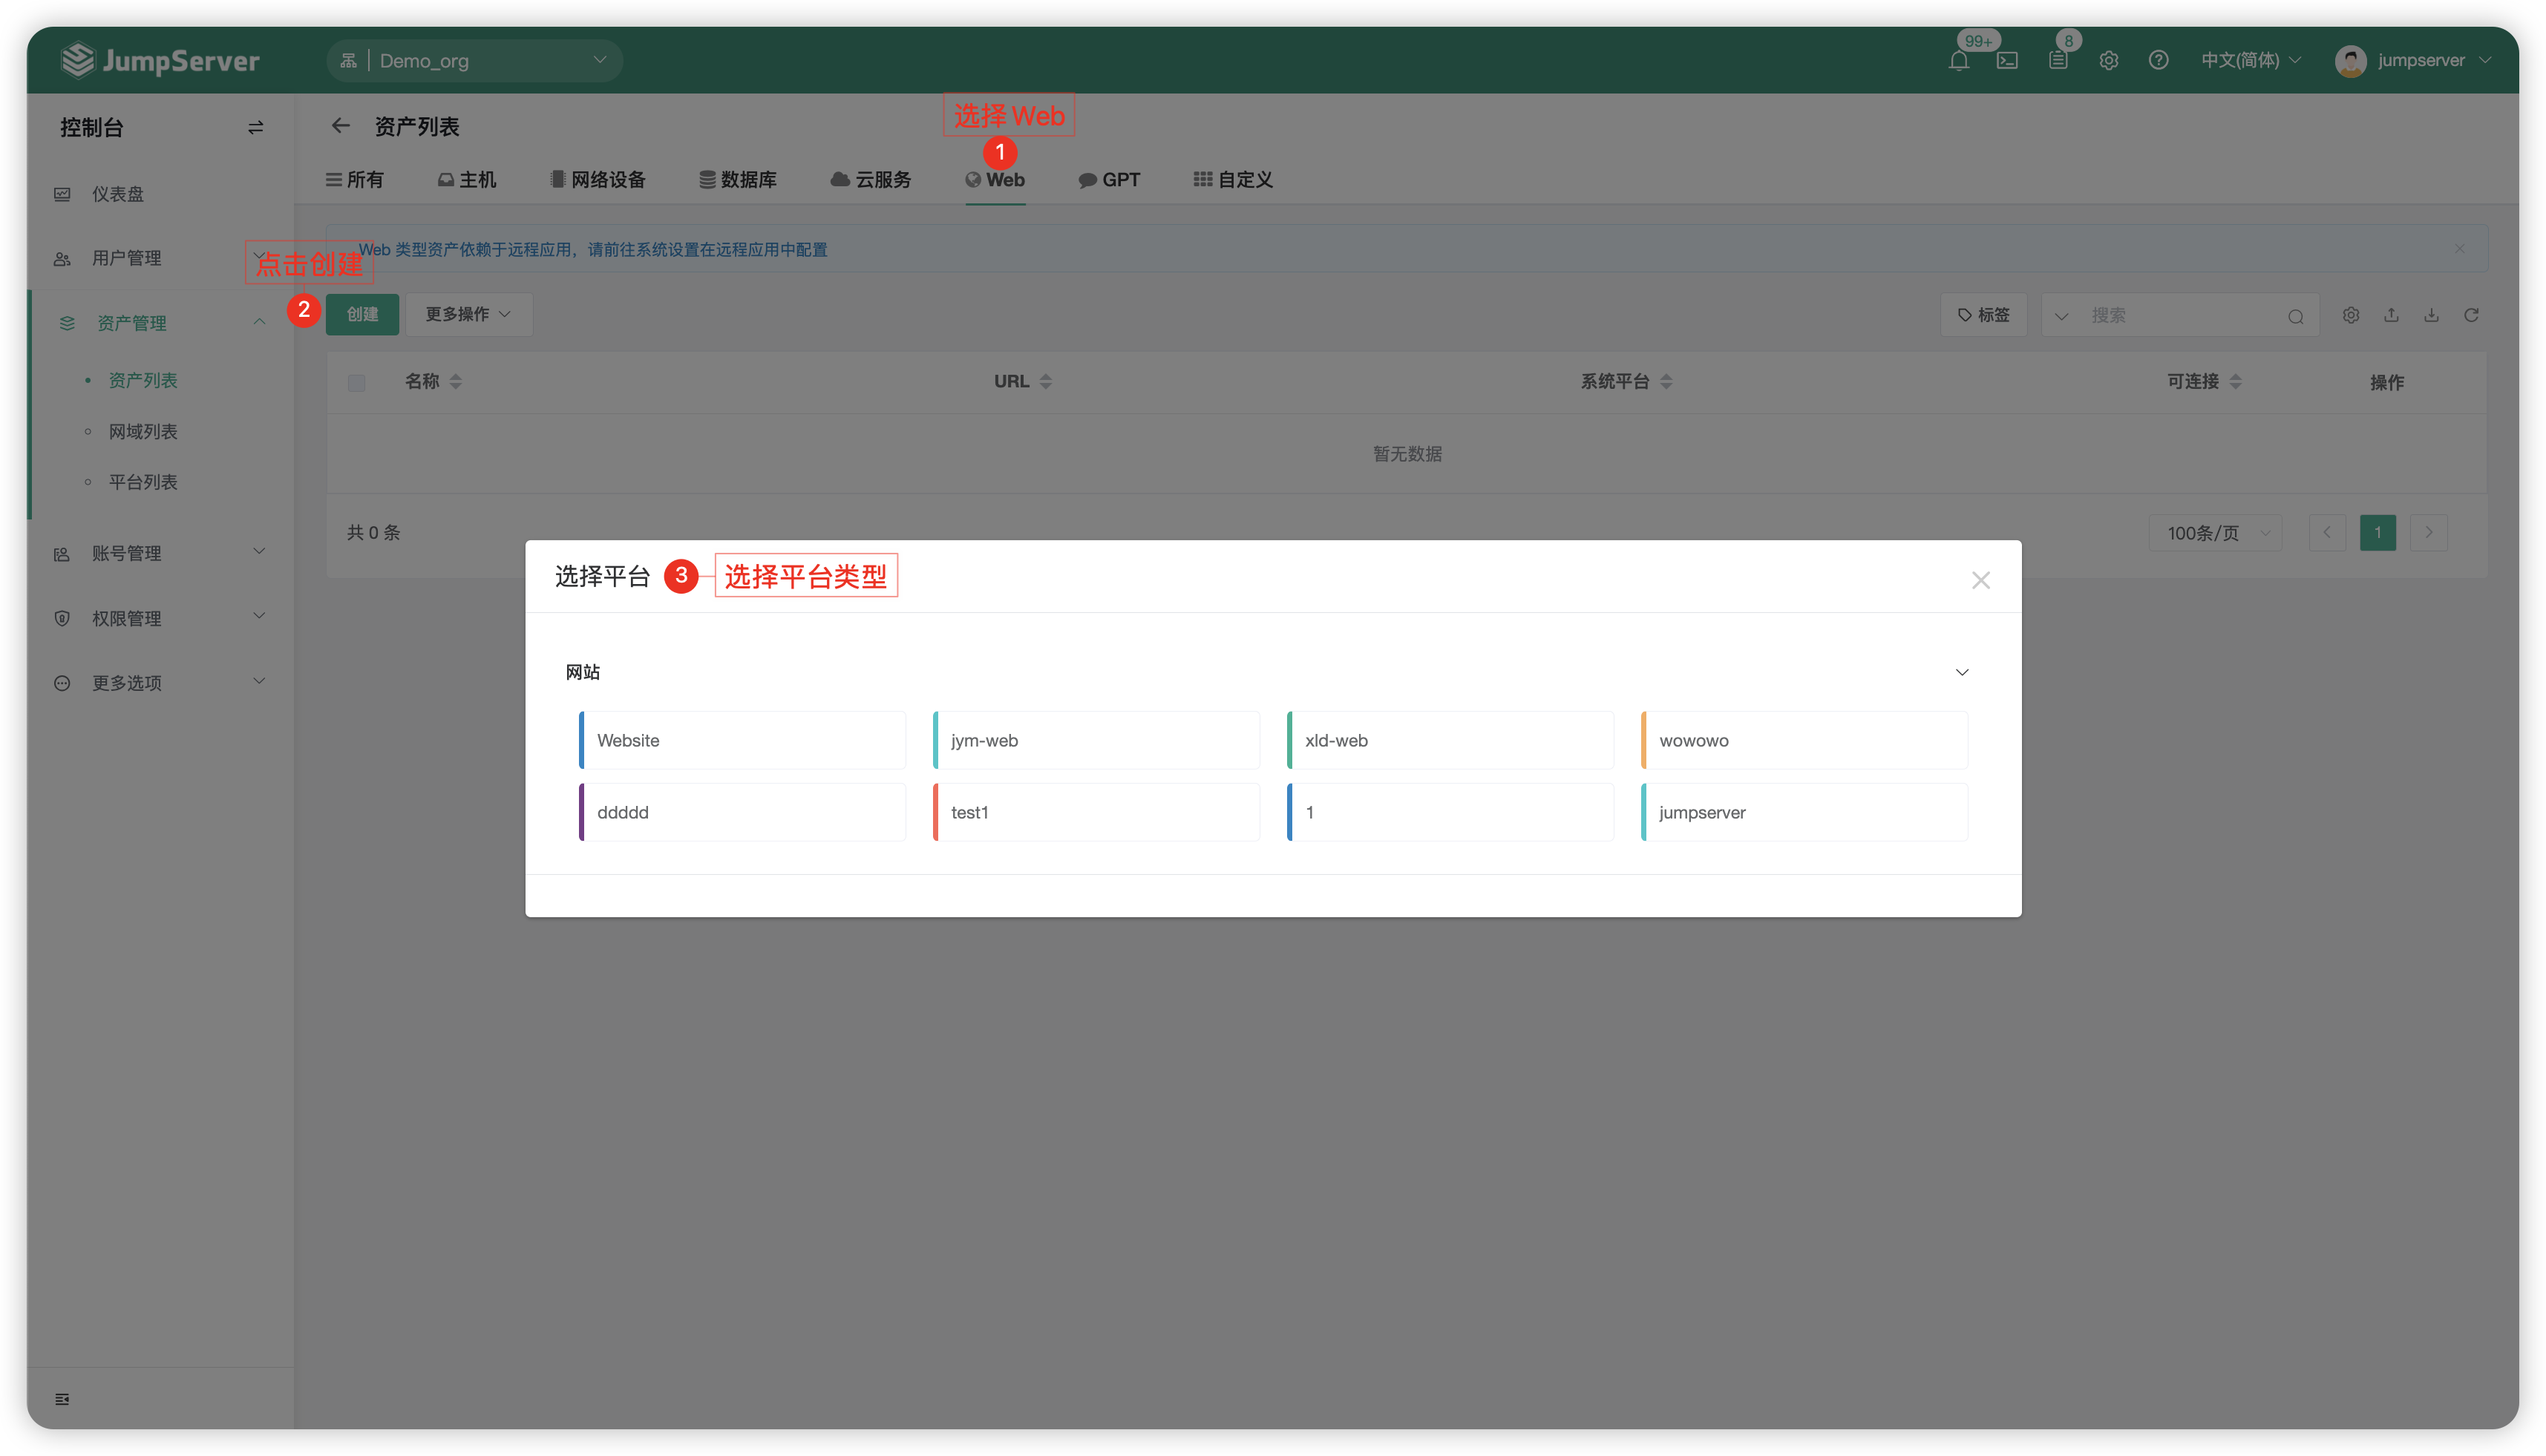 JumpServer
Demo_org
99+
8
中文(简体)
jumpserver
控制台
资产列表
选择 Web
1
所有
主机
网络设备
数据库
云服务
Web
GPT
自定义
仪表盘
用户管理
资产管理
资产列表
网域列表
平台列表
账号管理
权限管理
更多选项
Web 类型资产依赖于远程应用，请前往系统设置在远程应用中配置
点击创建
2
创建
更多操作
标签
搜索
名称
URL
系统平台
可连接
操作
暂无数据
共 0 条
100条/页
1
选择平台
3
选择平台类型
网站
Website
jym-web
xld-web
wowowo
ddddd
test1
1
jumpserver